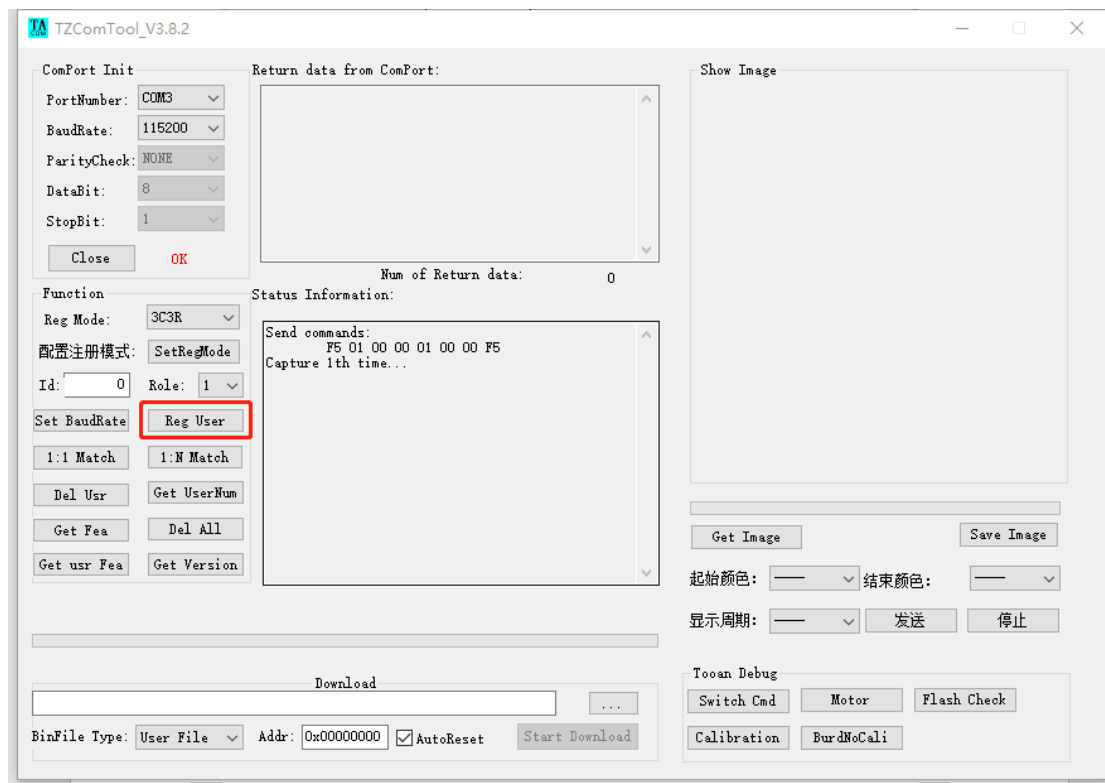 TA
COM
TZComTool_V3.8.2
ComPort Init
PortNumber: COM3
BaudRate: 115200
ParityCheck: NONE
DataBit: 8
StopBit: 1
Close OK
Return data from ComPort:
Num of Return data: 0
Function
Reg Mode: 3C3R
配置注册模式: SetRegMode
Id: 0 Role: 1
Set BaudRate Reg User
1:1 Match 1:N Match
Del Usr Get UserNum
Get Fea Del All
Get usr Fea Get Version
Status Information:
Send commands:
F5 01 00 00 01 00 00 F5
Capture 1th time...
Show Image
Get Image Save Image
起始颜色: 结束颜色:
显示周期: 发送 停止
Download
...
BinFile Type: User File Addr: 0x00000000 AutoReset Start Download
Tooan Debug
Switch Cmd Motor Flash Check
Calibration BurdNoCali